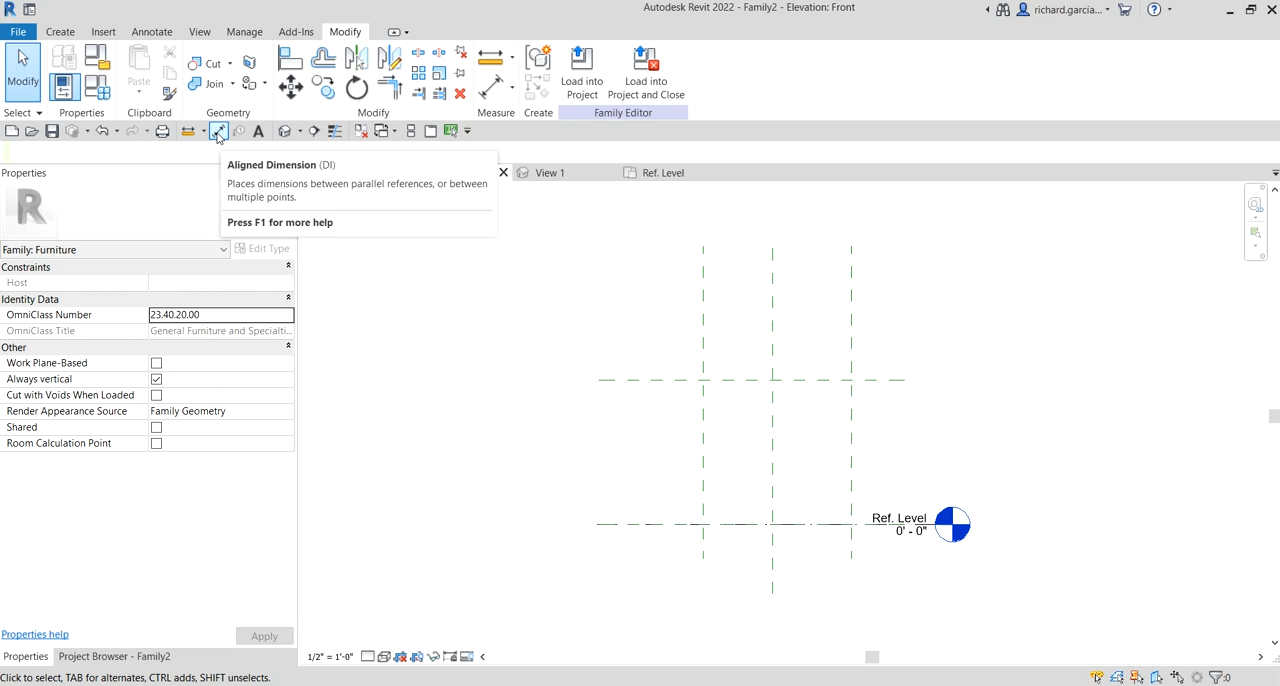 Autodesk Revit 2022 - Family2 - Elevation: Front
richard.garcia...
File Create Insert Annotate View Manage Add-Ins Modify
Modify
Paste
Cut
Join
Load into Project
Load into Project and Close
Select Properties Clipboard Geometry Modify Measure Create Family Editor
Aligned Dimension (DI)
Places dimensions between parallel references, or between
multiple points.
Press F1 for more help
View 1
Ref. Level
Properties
R
Family: Furniture
Edit Type
Constraints
Host
Identity Data
OmniClass Number 23.40.20.00
OmniClass Title General Furniture and Specialti...
Other
Work Plane-Based
Always vertical
Cut with Voids When Loaded
Render Appearance Source Family Geometry
Shared
Room Calculation Point
Ref. Level
0' - 0"
Properties help
Apply
Properties Project Browser - Family2
1/2" = 1'-0"
Click to select, TAB for alternates, CTRL adds, SHIFT unselects.
:0